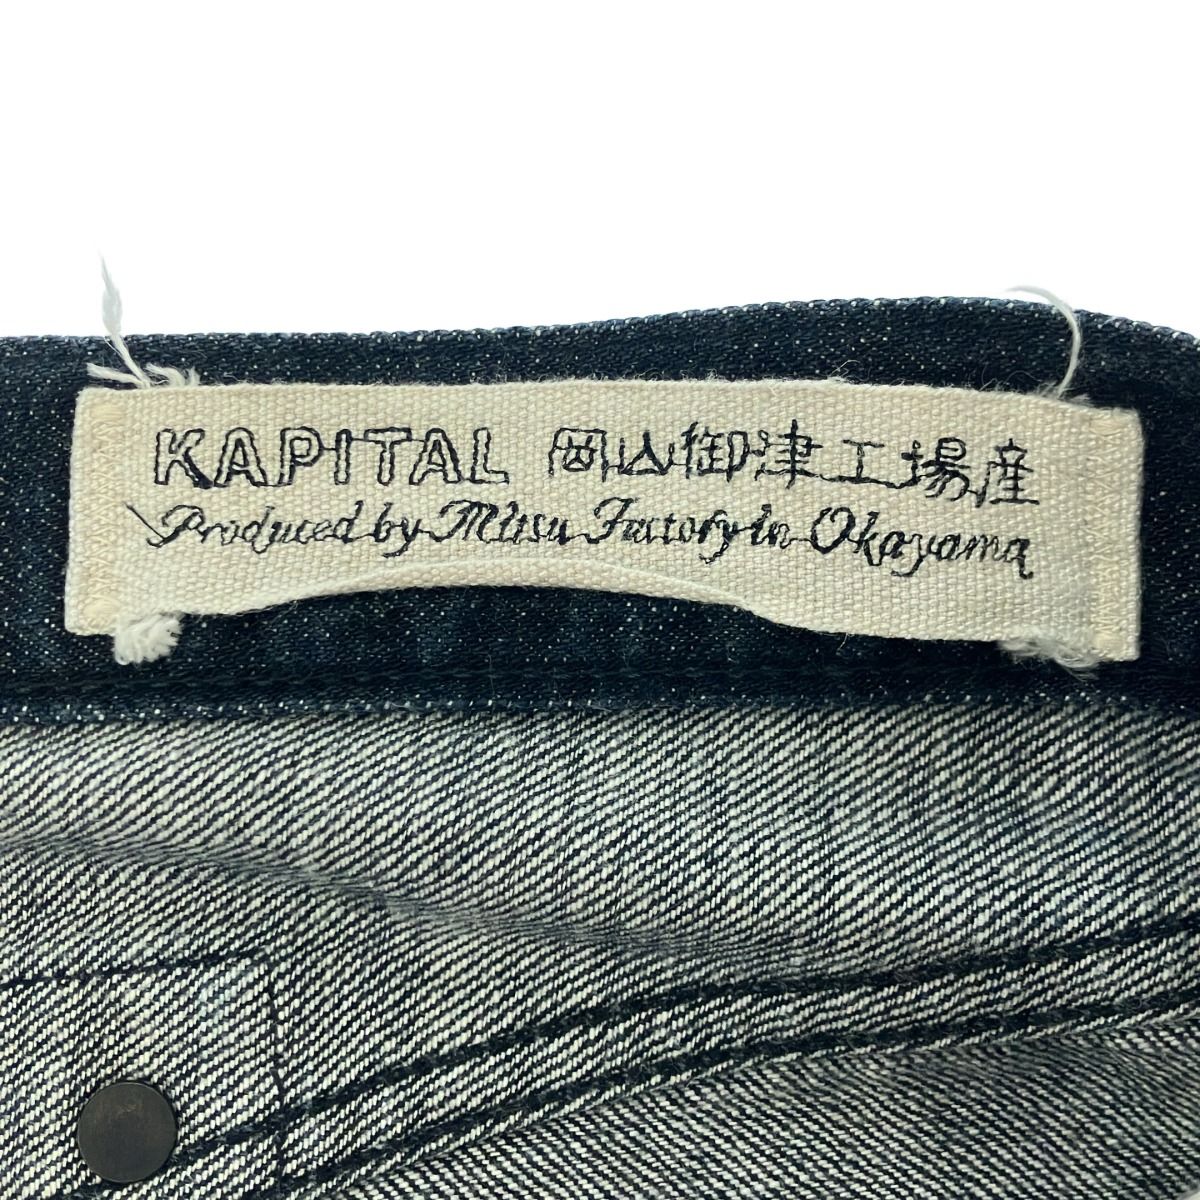 KAPITAL 岡山御津工場産
Produced by Mitsu Factory in Okayama